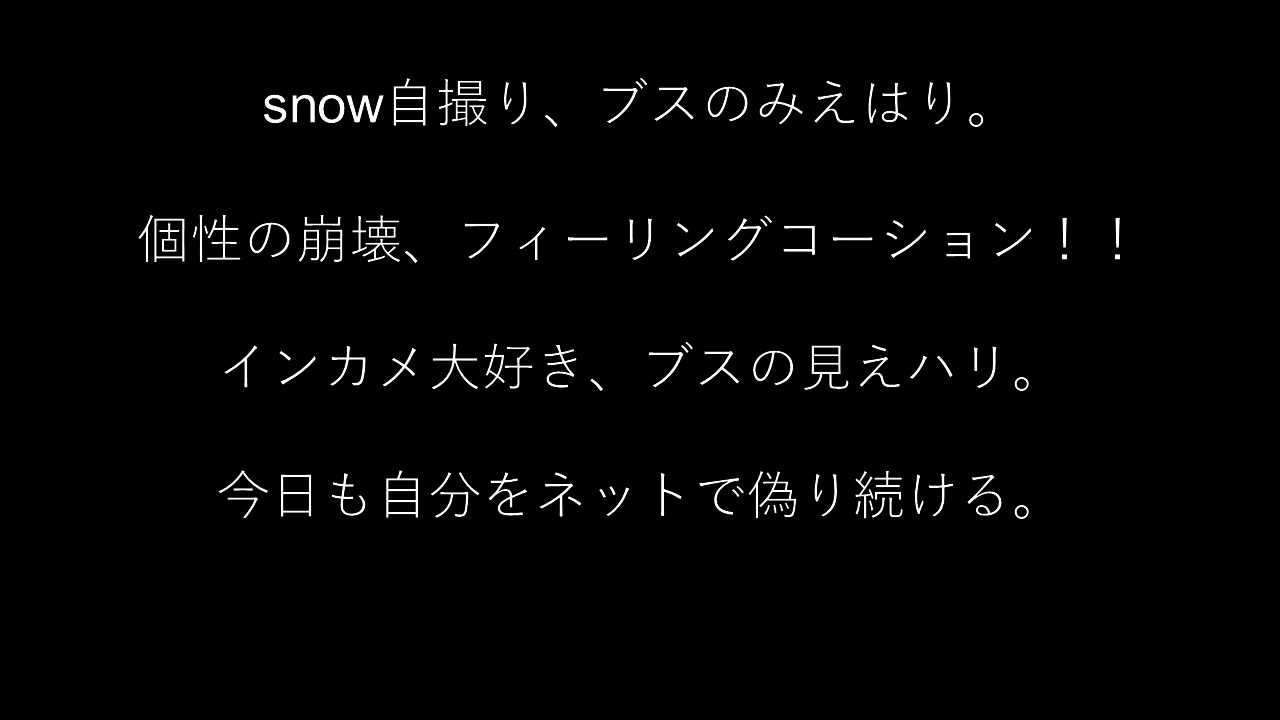 snow自撮り、ブスのみえはり。
個性の崩壊、フィーリングコーション！！
インカメ大好き、ブスの見えハリ。
今日も自分をネットで偽り続ける。